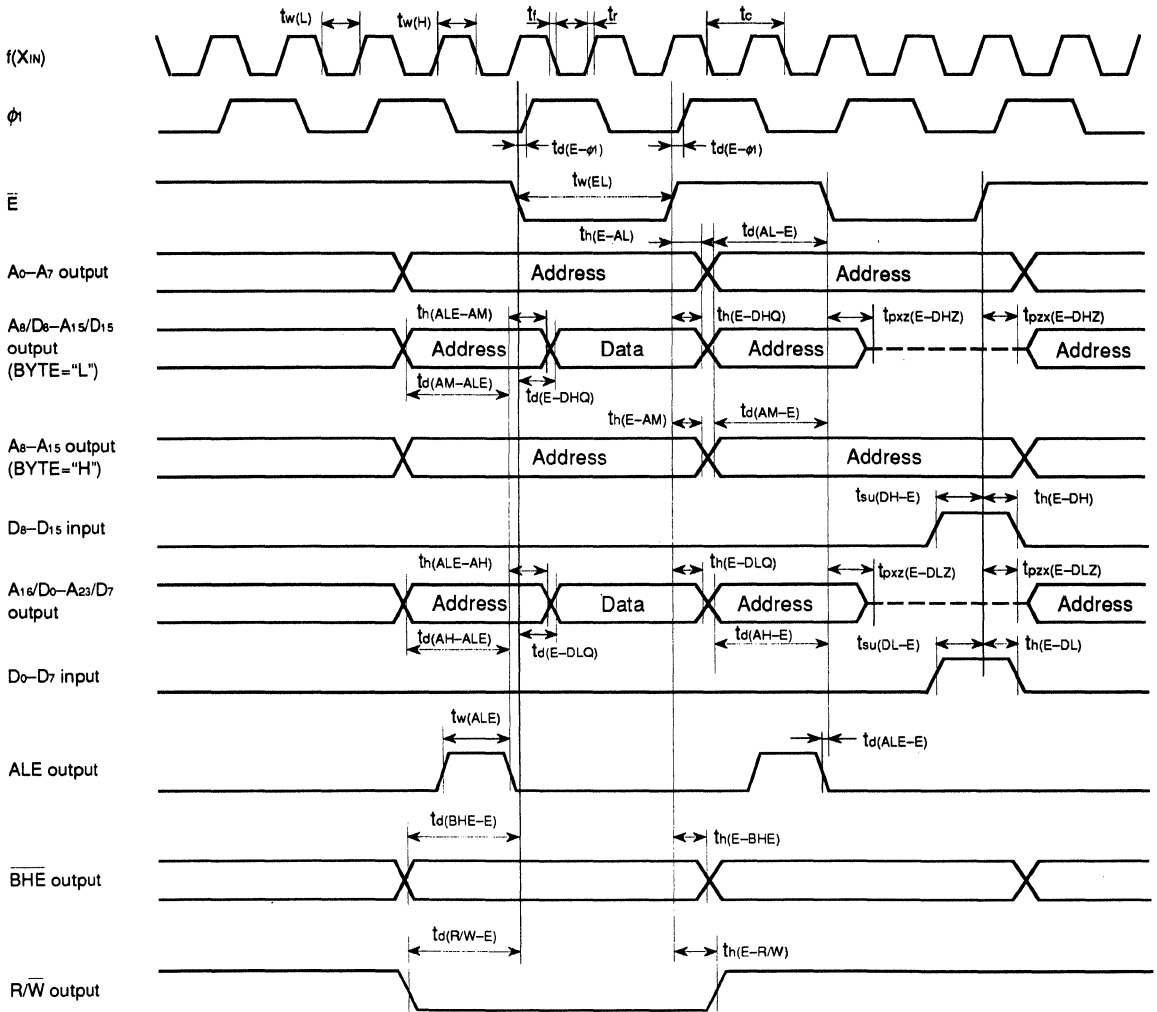 tw(L) tw(H) tf tr tc
f(XIN)
ϕ1
td(E–ϕ1) td(E–ϕ1)
tw(EL)
E̅
th(E–AL) td(AL–E)
A0–A7 output Address Address
th(ALE–AM) th(E–DHQ) tpxz(E–DHZ) tpzx(E–DHZ)
A8/D8–A15/D15
output
(BYTE="L")
Address Data Address Address
td(AM–ALE) td(E–DHQ)
th(E–AM) td(AM–E)
A8–A15 output
(BYTE="H")
Address Address
tsu(DH–E) th(E–DH)
D8–D15 input
th(ALE–AH) th(E–DLQ) tpxz(E–DLZ) tpzx(E–DLZ)
A16/D0–A23/D7
output
Address Data Address Address
td(AH–ALE) td(E–DLQ) td(AH–E) tsu(DL–E) th(E–DL)
D0–D7 input
tw(ALE) td(ALE–E)
ALE output
td(BHE–E) th(E–BHE)
B̅H̅E̅ output
td(R/W–E) th(E–R/W)
R/W̅ output